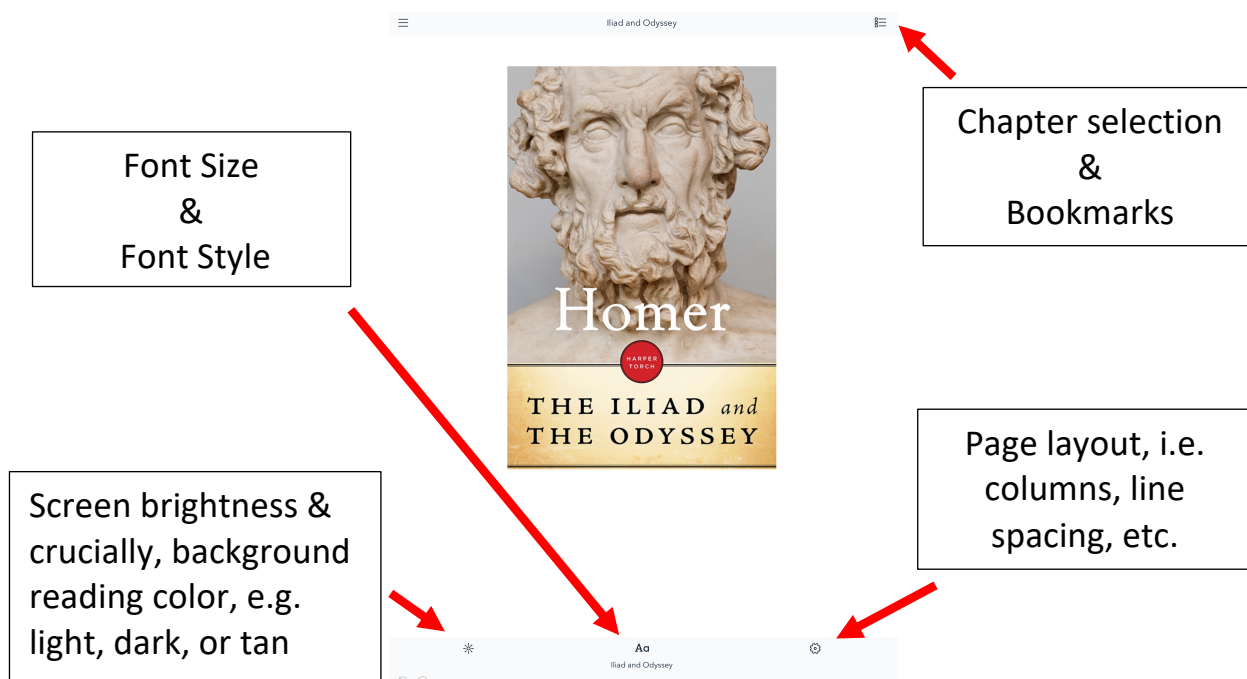 Iliad and Odyssey
Chapter selection
&
Bookmarks
Font Size
&
Font Style
Homer
HARPER
TORCH
THE ILIAD and
THE ODYSSEY
Page layout, i.e.
columns, line
spacing, etc.
Screen brightness &
crucially, background
reading color, e.g.
light, dark, or tan
Aa
Iliad and Odyssey